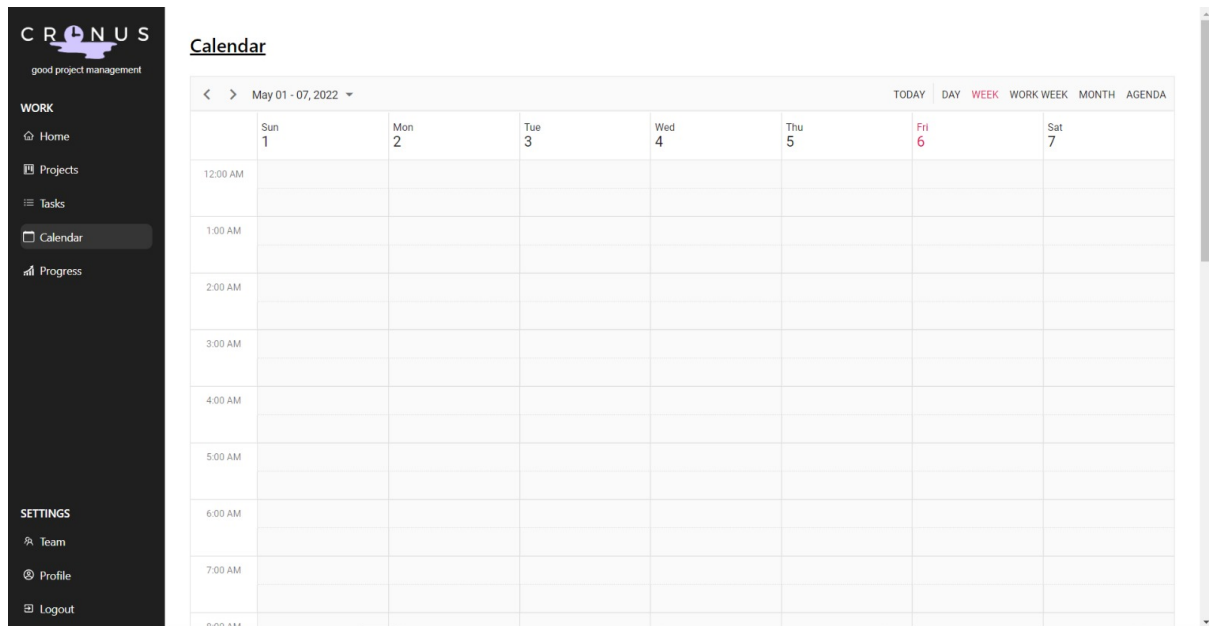 CRONUS
good project management
WORK
Home
Projects
Tasks
Calendar
Progress
SETTINGS
Team
Profile
Logout
Calendar
May 01 - 07, 2022
TODAY DAY WEEK WORK WEEK MONTH AGENDA
Sun Mon Tue Wed Thu Fri Sat
1 2 3 4 5 6 7
12:00 AM
1:00 AM
2:00 AM
3:00 AM
4:00 AM
5:00 AM
6:00 AM
7:00 AM
8:00 AM